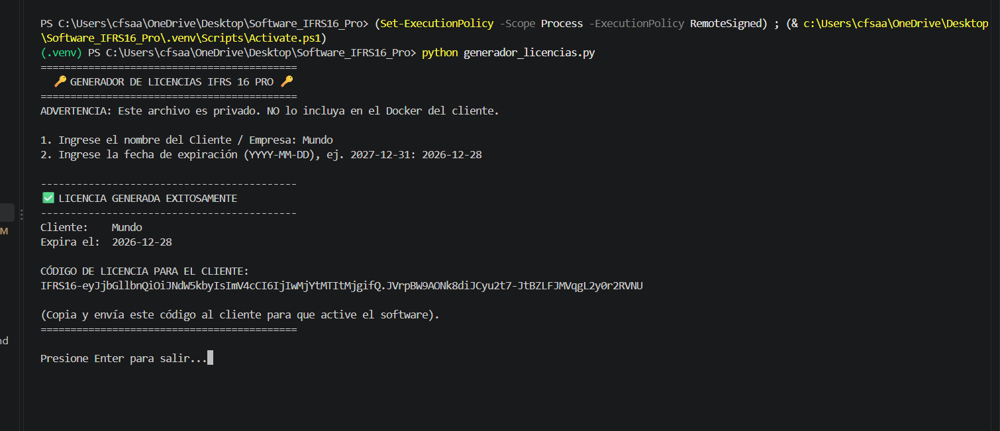 PS C:\Users\cfsaa\OneDrive\Desktop\Software_IFRS16_Pro> (Set-ExecutionPolicy -Scope Process -ExecutionPolicy RemoteSigned) ; (& c:\Users\cfsaa\OneDrive\Desktop
\Software_IFRS16_Pro\.venv\Scripts\Activate.ps1)
(.venv) PS C:\Users\cfsaa\OneDrive\Desktop\Software_IFRS16_Pro> python generador_licencias.py
===========================================
🔑 GENERADOR DE LICENCIAS IFRS 16 PRO 🔑
===========================================
ADVERTENCIA: Este archivo es privado. NO lo incluya en el Docker del cliente.
1. Ingrese el nombre del Cliente / Empresa: Mundo
2. Ingrese la fecha de expiración (YYYY-MM-DD), ej. 2027-12-31: 2026-12-28
-------------------------------------------
✅ LICENCIA GENERADA EXITOSAMENTE
-------------------------------------------
Cliente:    Mundo
M
Expira el:  2026-12-28
CÓDIGO DE LICENCIA PARA EL CLIENTE:
IFRS16-eyJjbGllbnQiOiJNdW5kbyIsImV4cCI6IjIwMjYtMTItMjgifQ.JVrpBW9AONk8diJCyu2t7-JtBZLFJMVqgL2y0r2RVNU
(Copia y envía este código al cliente para que active el software).
===========================================
nd
Presione Enter para salir...